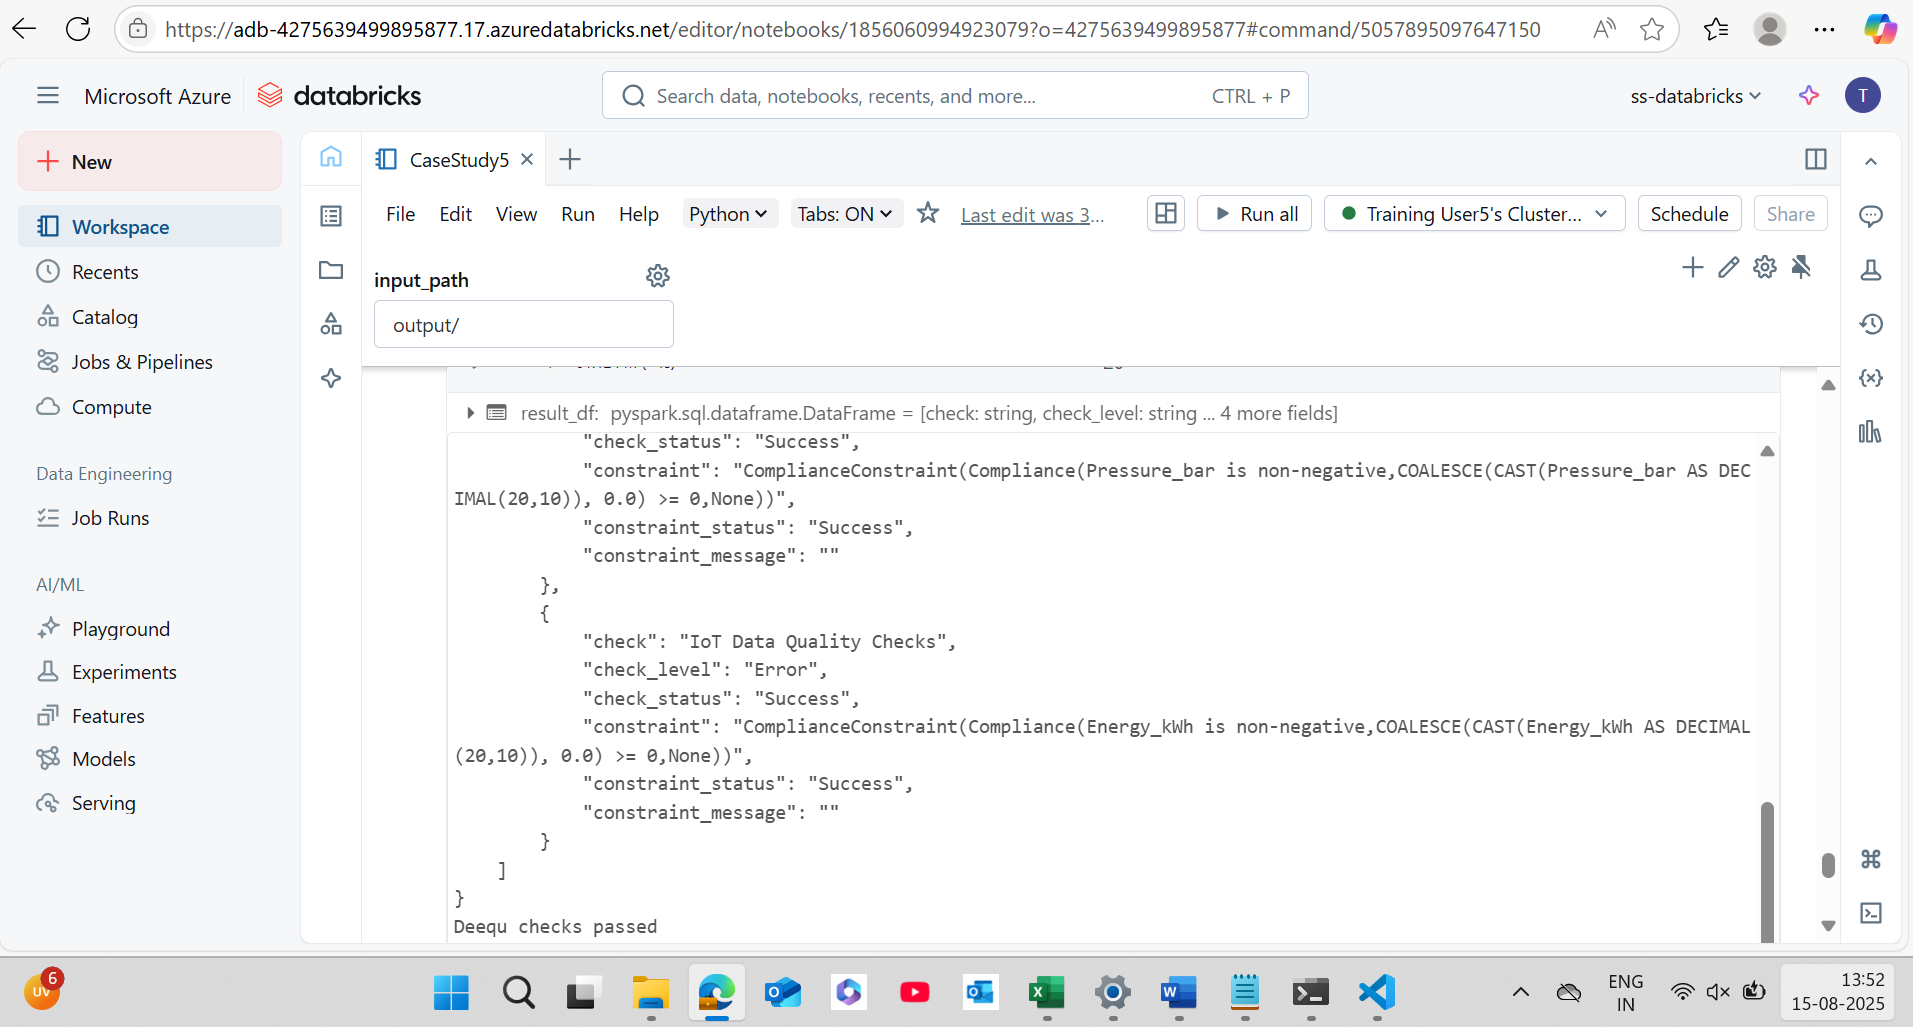 https://adb-4275639499895877.17.azuredatabricks.net/editor/notebooks/1856060994923079?o=4275639499895877#command/5057895097647150
Microsoft Azure
databricks
Search data, notebooks, recents, and more...
CTRL + P
ss-databricks
T
New
Workspace
Recents
Catalog
Jobs & Pipelines
Compute
Data Engineering
Job Runs
AI/ML
Playground
Experiments
Features
Models
Serving
CaseStudy5
File Edit View Run Help Python Tabs: ON Last edit was 3...
Run all
Training User5's Cluster...
Schedule
Share
input_path
output/
result_df: pyspark.sql.dataframe.DataFrame = [check: string, check_level: string ... 4 more fields]
"check_status": "Success",
"constraint": "ComplianceConstraint(Compliance(Pressure_bar is non-negative,COALESCE(CAST(Pressure_bar AS DEC
IMAL(20,10)), 0.0) >= 0,None))",
"constraint_status": "Success",
"constraint_message": ""
},
{
"check": "IoT Data Quality Checks",
"check_level": "Error",
"check_status": "Success",
"constraint": "ComplianceConstraint(Compliance(Energy_kWh is non-negative,COALESCE(CAST(Energy_kWh AS DECIMAL
(20,10)), 0.0) >= 0,None))",
"constraint_status": "Success",
"constraint_message": ""
}
]
}
Deequ checks passed
UV
6
ENG
IN
13:52
15-08-2025